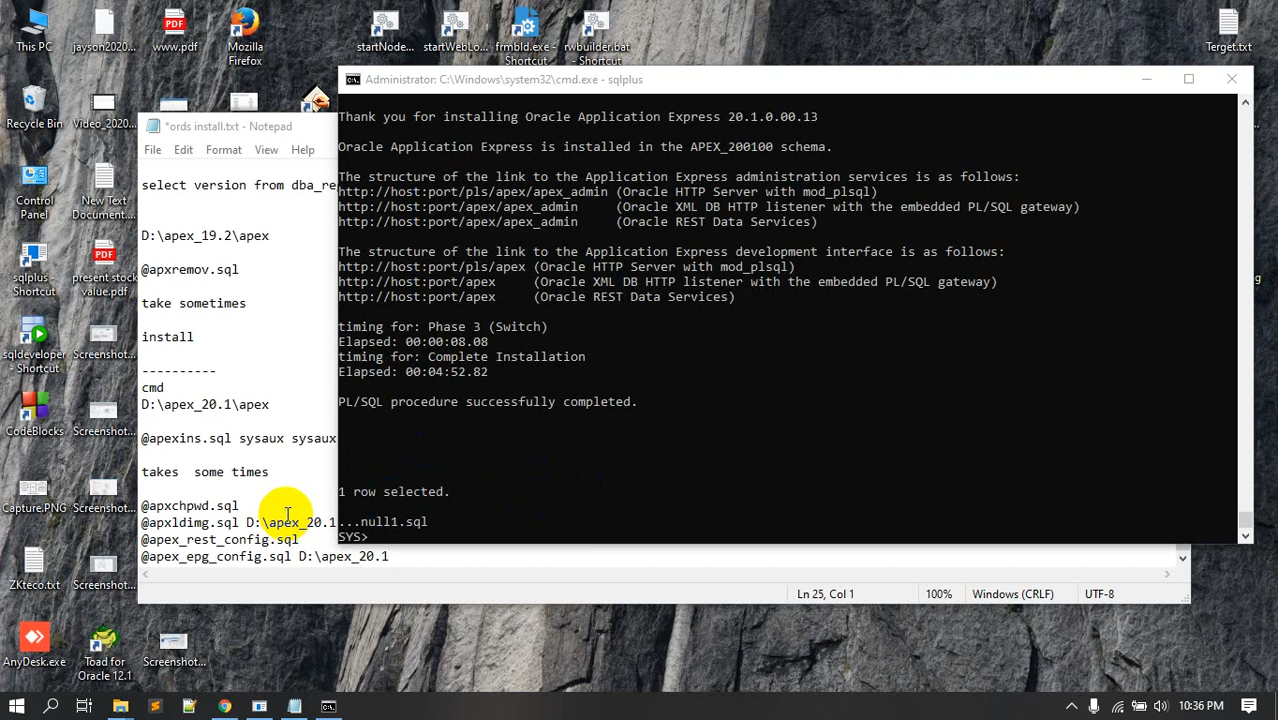 This PC
jayson2020...
www.pdf
Mozilla
Firefox
startNode...
startWebLo...
frmbld.exe -
Shortcut
rwbuilder.bat
- Shortcut
Terget.txt
Recycle Bin
Video_2020...
Control
Panel
New Text
Document....
sqlplus -
Shortcut
present stock
value.pdf
sqldeveloper
- Shortcut
Screenshot...
CodeBlocks
Screenshot...
Capture.PNG
Screenshot...
ZKteco.txt
Screenshot...
AnyDesk.exe
Toad for
Oracle 12.1
Screenshot...
*ords install.txt - Notepad
File Edit Format View Help
select version from dba_re
D:\apex_19.2\apex
@apxremov.sql
take sometimes
install
----------
cmd
D:\apex_20.1\apex
@apexins.sql sysaux sysaux
takes  some times
@apxchpwd.sql
@apxldimg.sql D:\apex_20.1
@apex_rest_config.sql
@apex_epg_config.sql D:\apex_20.1
Ln 25, Col 1 100% Windows (CRLF) UTF-8
Administrator: C:\Windows\system32\cmd.exe - sqlplus
Thank you for installing Oracle Application Express 20.1.0.00.13
Oracle Application Express is installed in the APEX_200100 schema.
The structure of the link to the Application Express administration services is as follows:
http://host:port/pls/apex/apex_admin (Oracle HTTP Server with mod_plsql)
http://host:port/apex/apex_admin     (Oracle XML DB HTTP listener with the embedded PL/SQL gateway)
http://host:port/apex/apex_admin     (Oracle REST Data Services)
The structure of the link to the Application Express development interface is as follows:
http://host:port/pls/apex (Oracle HTTP Server with mod_plsql)
http://host:port/apex     (Oracle XML DB HTTP listener with the embedded PL/SQL gateway)
http://host:port/apex     (Oracle REST Data Services)
timing for: Phase 3 (Switch)
Elapsed: 00:00:08.08
timing for: Complete Installation
Elapsed: 00:04:52.82
PL/SQL procedure successfully completed.
1 row selected.
...null1.sql
SYS>
10:36 PM